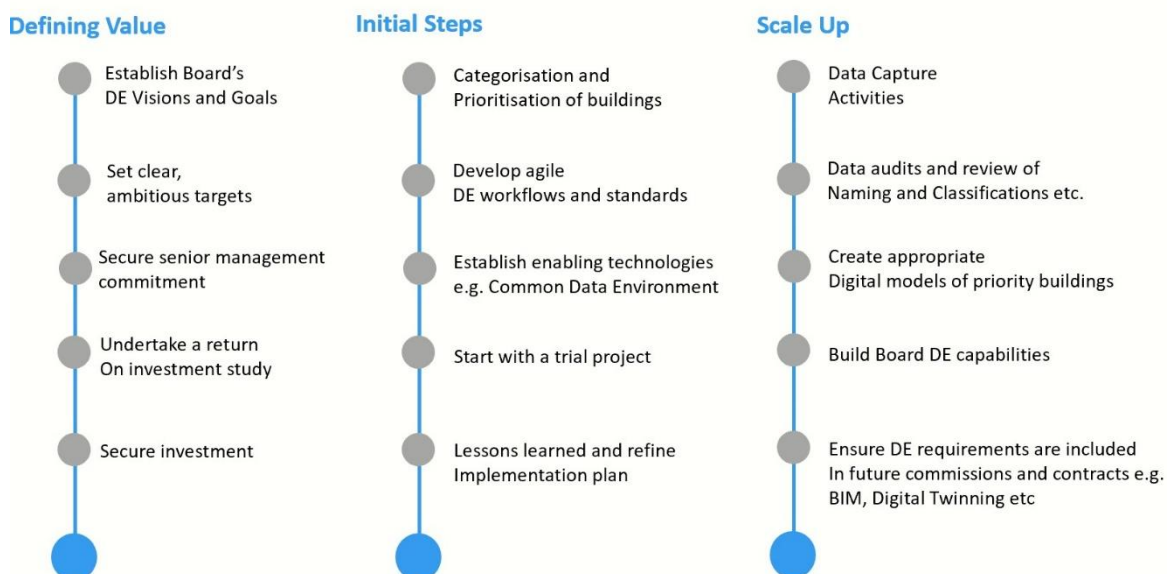 Defining Value
Establish Board's
DE Visions and Goals
Set clear,
ambitious targets
Secure senior management
commitment
Undertake a return
On investment study
Secure investment
Initial Steps
Categorisation and
Prioritisation of buildings
Develop agile
DE workflows and standards
Establish enabling technologies
e.g. Common Data Environment
Start with a trial project
Lessons learned and refine
Implementation plan
Scale Up
Data Capture
Activities
Data audits and review of
Naming and Classifications etc.
Create appropriate
Digital models of priority buildings
Build Board DE capabilities
Ensure DE requirements are included
In future commissions and contracts e.g.
BIM, Digital Twinning etc